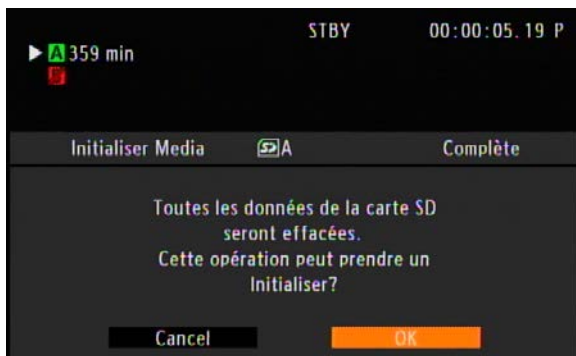 STBY 00:00:05.19 P
A 359 min
B
Initialiser Media A Complète
Toutes les données de la carte SD
seront effacées.
Cette opération peut prendre un
Initialiser?
Cancel OK